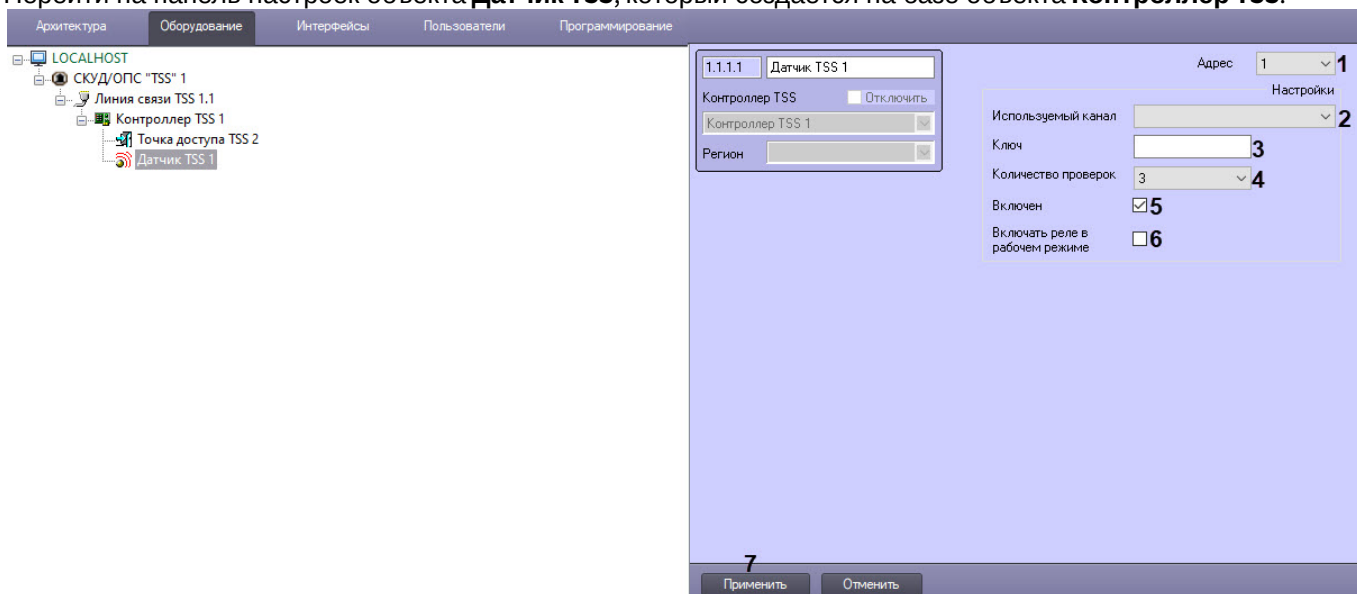 Перейти на панель настроек объекта Датчик TSS, который создается на базе объекта Контроллер TSS.
Архитектура Оборудование Интерфейсы Пользователи Программирование
LOCALHOST
СКУД/ОПС "TSS" 1
Линия связи TSS 1.1
Контроллер TSS 1
Точка доступа TSS 2
Датчик TSS 1
1.1.1.1 Датчик TSS 1
Контроллер TSS Отключить
Контроллер TSS 1
Регион
Адрес 1 1
Настройки
Используемый канал 2
Ключ 3
Количество проверок 3 4
Включен 5
Включать реле в
рабочем режиме 6
7
Применить Отменить